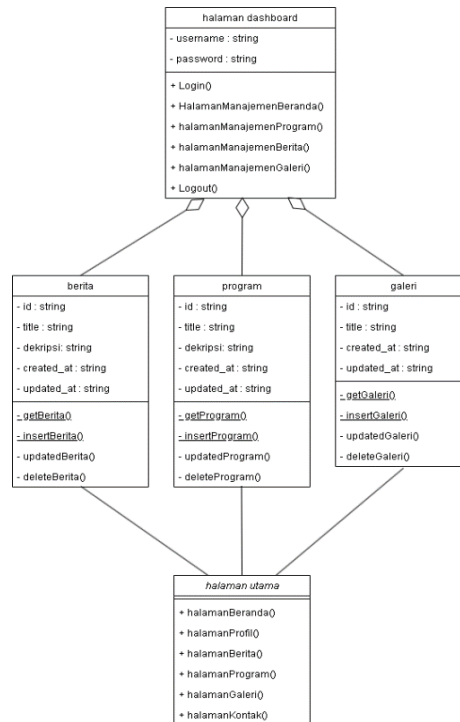 halaman dashboard
- username : string
- password : string
+ Login()
+ HalamanManajemenBeranda()
+ halamanManajemenProgram()
+ halamanManajemenBerita()
+ halamanManajemenGaleri()
+ Logout()
berita
- id : string
- title : string
- dekripsi: string
- created_at : string
- updated_at : string
- getBerita()
- insertBerita()
- updatedBerita()
- deleteBerita()
program
- id : string
- title : string
- dekripsi: string
- created_at : string
- updated_at : string
- getProgram()
- insertProgram()
- updatedProgram()
- deleteProgram()
galeri
- id : string
- title : string
- created_at : string
- updated_at : string
- getGaleri()
- insertGaleri()
- updatedGaleri()
- deleteGaleri()
halaman utama
+ halamanBeranda()
+ halamanProfil()
+ halamanBerita()
+ halamanProgram()
+ halamanGaleri()
+ halamanKontak()